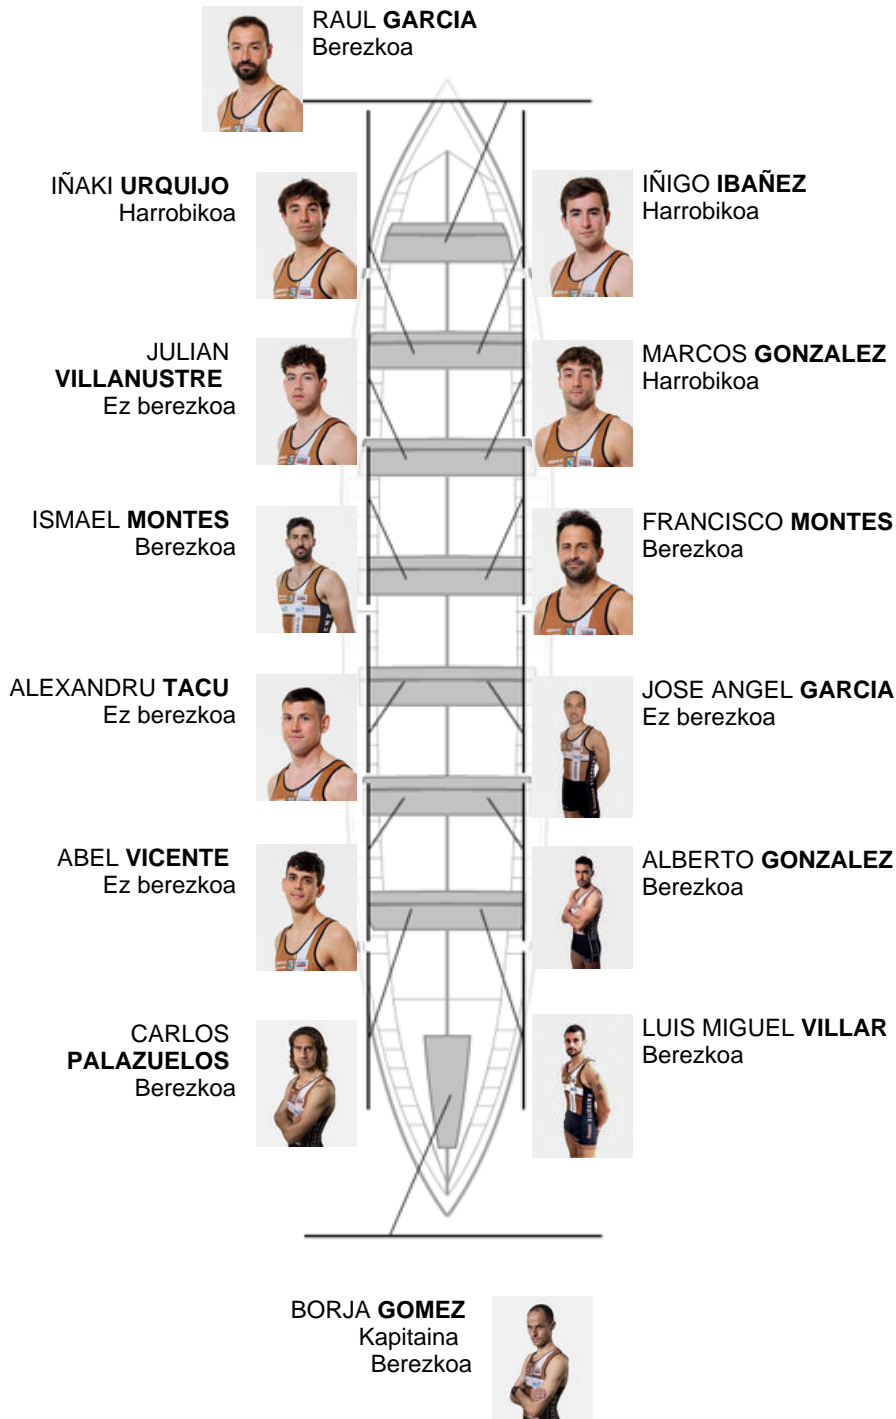 RAUL GARCIA
Berezkoa
IÑAKI URQUIJO
Harrobikoa
IÑIGO IBAÑEZ
Harrobikoa
JULIAN
VILLANUSTRE
Ez berezkoa
MARCOS GONZALEZ
Harrobikoa
ISMAEL MONTES
Berezkoa
FRANCISCO MONTES
Berezkoa
ALEXANDRU TACU
Ez berezkoa
JOSE ANGEL GARCIA
Ez berezkoa
ABEL VICENTE
Ez berezkoa
ALBERTO GONZALEZ
Berezkoa
CARLOS
PALAZUELOS
Berezkoa
LUIS MIGUEL VILLAR
Berezkoa
BORJA GOMEZ
Kapitaina
Berezkoa